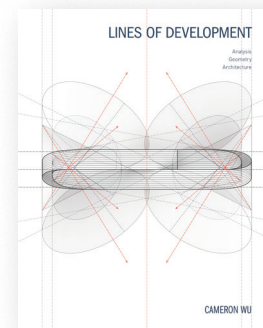 LINES OF DEVELOPMENT
Analysis
Geometry
Architecture
CAMERON WU